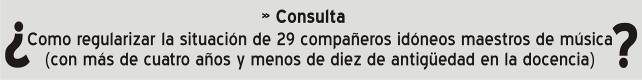 » Consulta
¿Como regularizar la situación de 29 compañeros idóneos maestros de música?
(con más de cuatro años y menos de diez de antigüedad en la docencia)